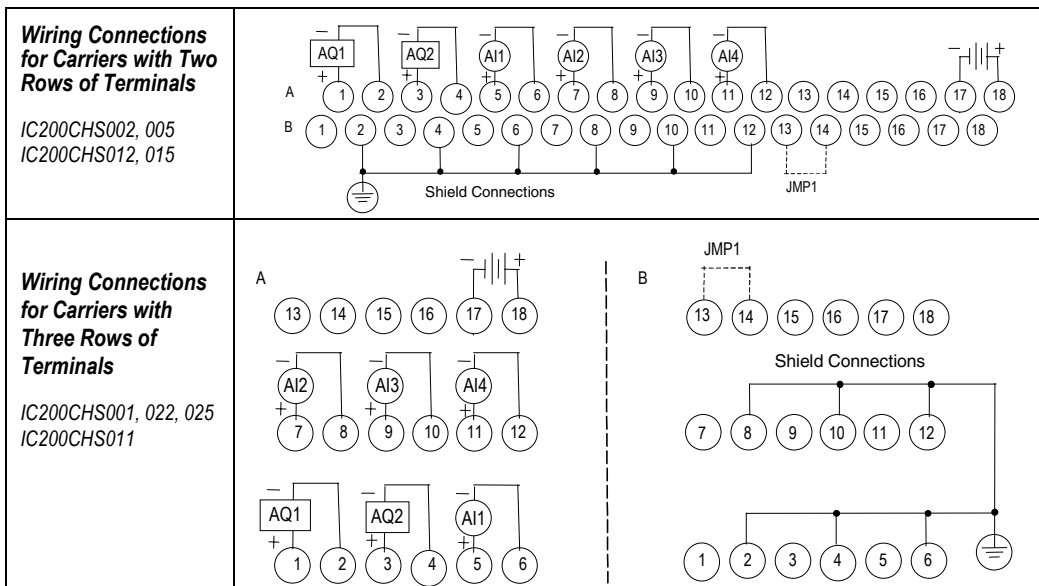 Wiring Connections
for Carriers with Two
Rows of Terminals
IC200CHS002, 005
IC200CHS012, 015
− − − − − − − +
AQ1 AQ2 AI1 AI2 AI3 AI4
+ + + + + +
A 1 2 3 4 5 6 7 8 9 10 11 12 13 14 15 16 17 18
B 1 2 3 4 5 6 7 8 9 10 11 12 13 14 15 16 17 18
Shield Connections
JMP1
Wiring Connections
for Carriers with
Three Rows of
Terminals
IC200CHS001, 022, 025
IC200CHS011
A
− +
13 14 15 16 17 18
− − −
AI2 AI3 AI4
+ + +
7 8 9 10 11 12
− − −
AQ1 AQ2 AI1
+ + +
1 2 3 4 5 6
JMP1
B
13 14 15 16 17 18
Shield Connections
7 8 9 10 11 12
1 2 3 4 5 6